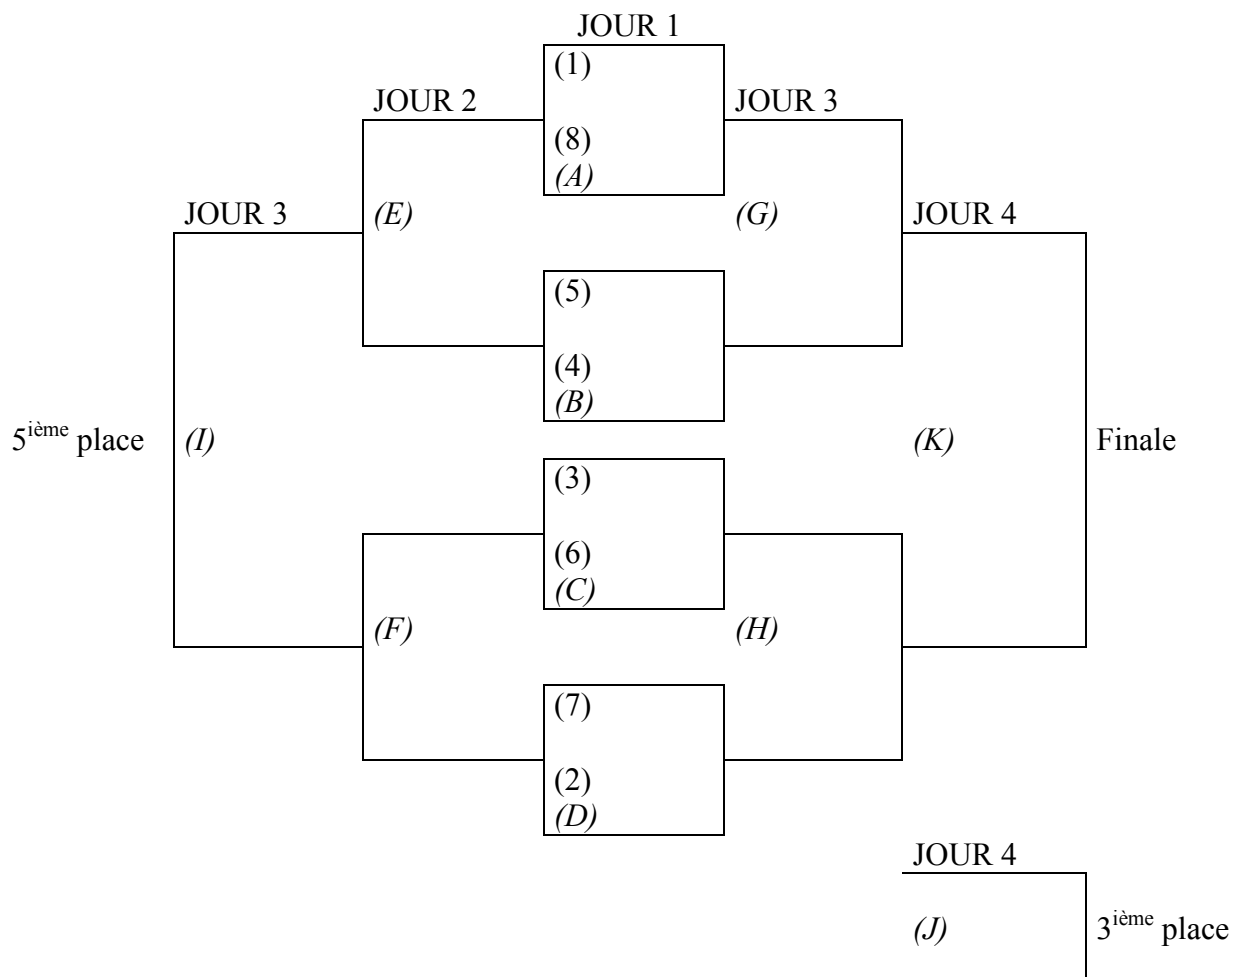 JOUR 1
(1)
JOUR 2
JOUR 3
(8)
(A)
JOUR 3
(E)
(G)
JOUR 4
(5)
(4)
(B)
5ième place
(I)
(K)
Finale
(3)
(6)
(C)
(F)
(H)
(7)
(2)
(D)
JOUR 4
(J)
3ième place